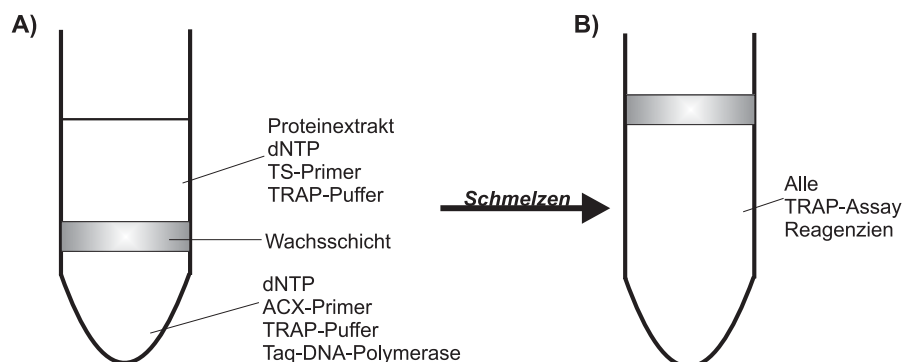 A)
Proteinextrakt
dNTP
TS-Primer
TRAP-Puffer
Wachsschicht
dNTP
ACX-Primer
TRAP-Puffer
Taq-DNA-Polymerase
Schmelzen
B)
Alle
TRAP-Assay
Reagenzien